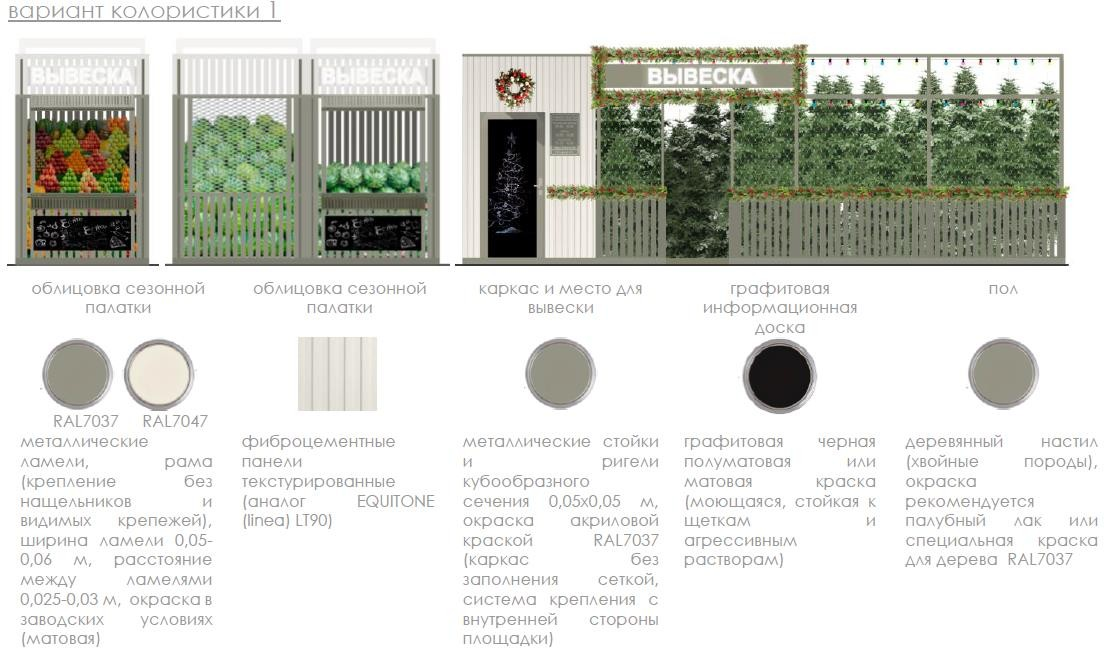 вариант колористики 1
ВЫВЕСКА
ВЫВЕСКА
ВЫВЕСКА
облицовка сезонной
палатки
облицовка сезонной
палатки
каркас и место для
вывески
графитовая
информационная
доска
пол
RAL7037 RAL7047
металлические
ламели, рама
(крепление без
нащельников и
видимых крепежей),
ширина ламели 0,05-
0,06 м, расстояние
между ламелями
0,025-0,03 м, окраска в
заводских условиях
(матовая)
фиброцементные
панели
текстурированные
(аналог EQUITONE
(linea) LT90)
металлические стойки
и ригели
кубообразного
сечения 0,05х0,05 м,
окраска акриловой
краской RAL7037
(каркас без
заполнения сеткой,
система крепления с
внутренней стороны
площадки)
графитовая черная
полуматовая или
матовая краска
(моющаяся, стойкая к
щеткам и
агрессивным
растворам)
деревянный настил
(хвойные породы),
окраска
рекомендуется
палубный лак или
специальная краска
для дерева RAL7037